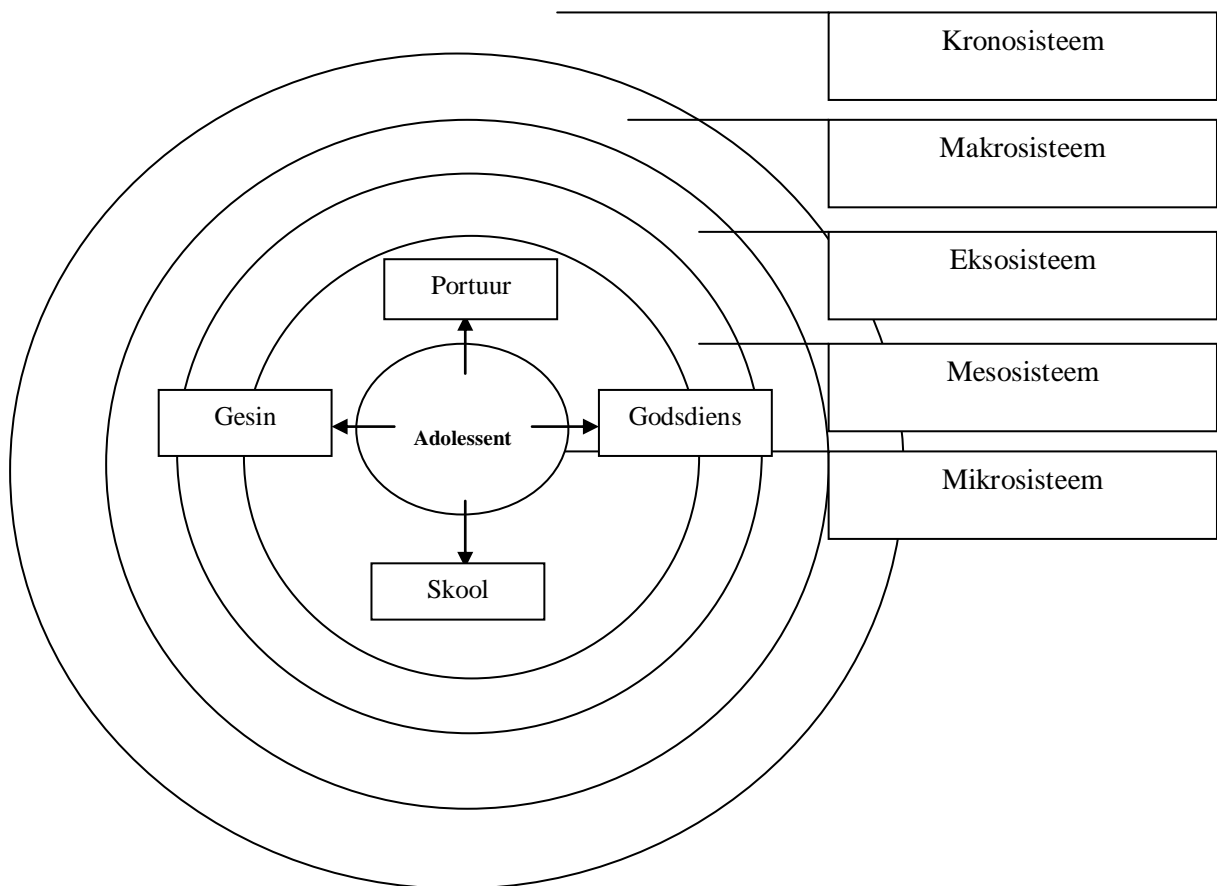 Kronosisteem
Makrosisteem
Eksosisteem
Portuur
Mesosisteem
Gesin
Adolessent
Godsdiens
Mikrosisteem
Skool